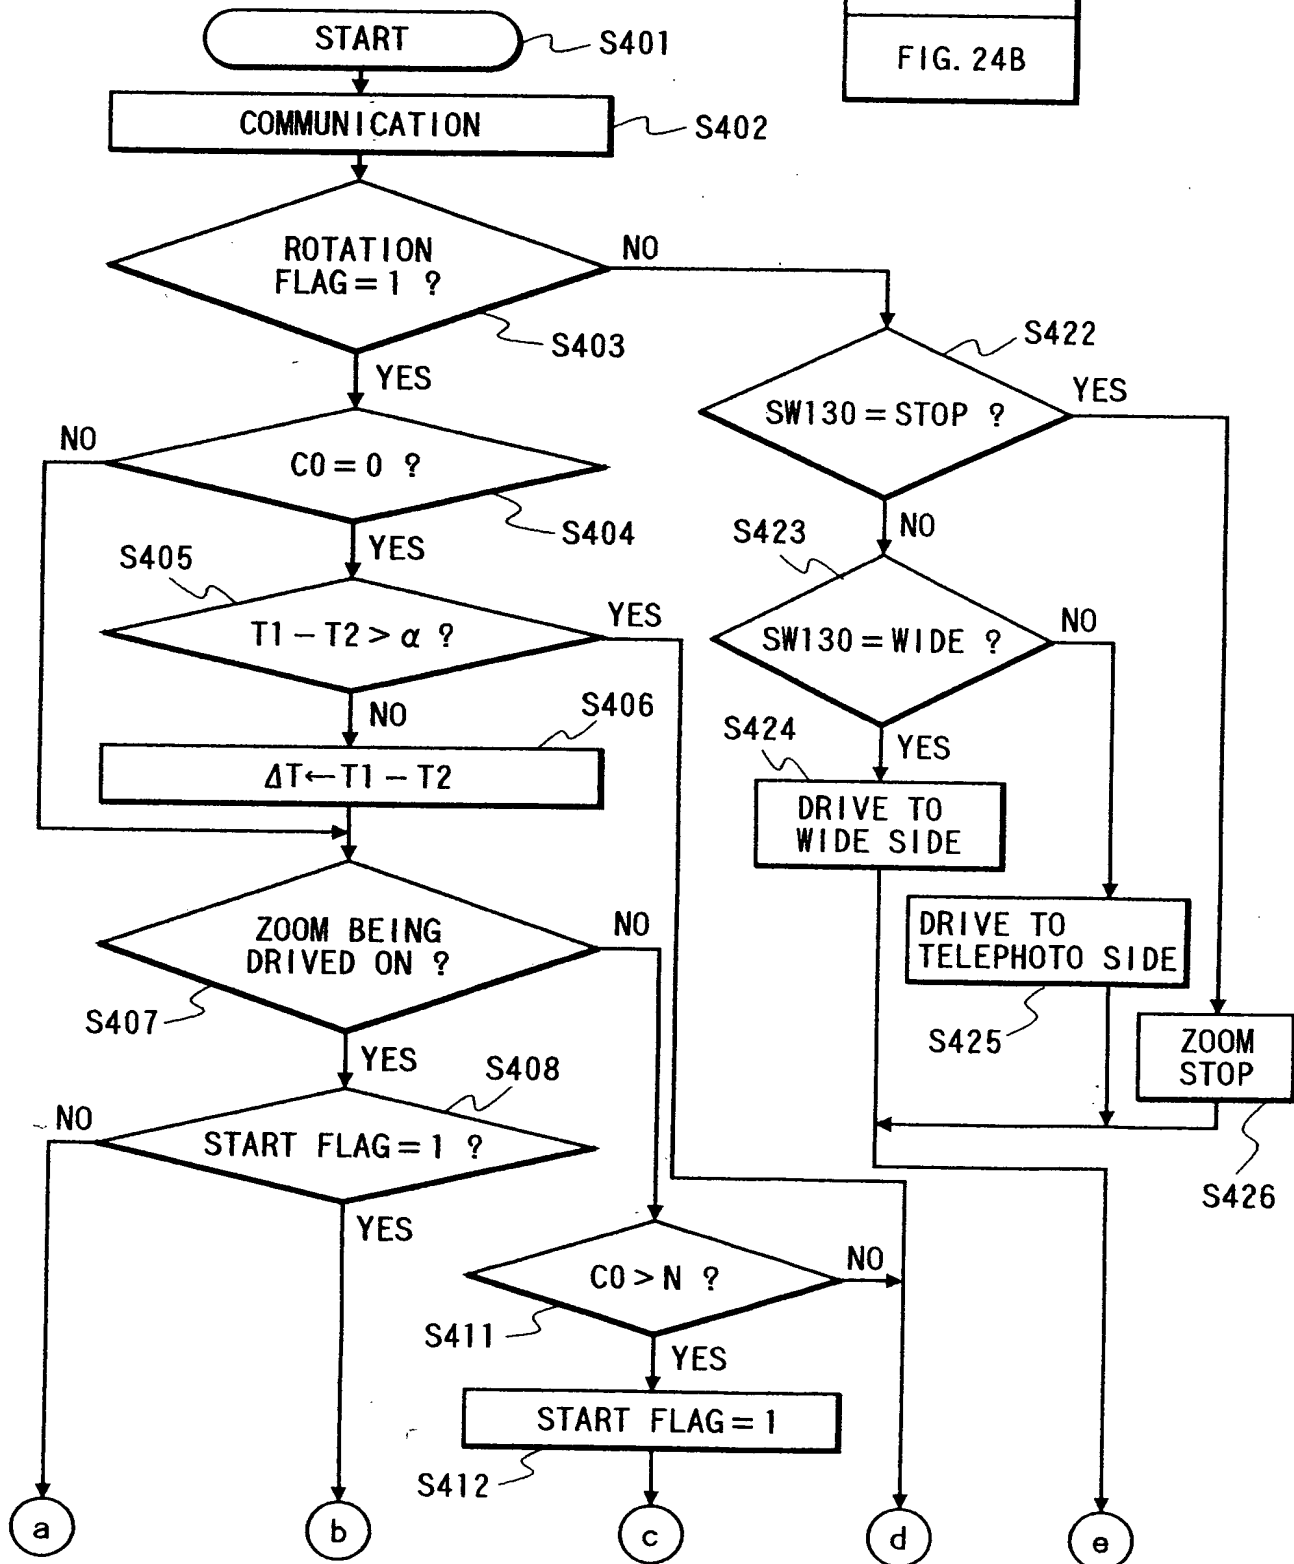 START
S401
FIG. 24B
COMMUNICATION
S402
ROTATION
FLAG=1 ?
NO
S403
YES
S422
SW130=STOP ?
YES
NO
C0=0 ?
S404
YES
NO
S423
S405
T1-T2>α ?
YES
SW130=WIDE ?
NO
NO
S406
S424
YES
ΔT←T1-T2
DRIVE TO
WIDE SIDE
ZOOM BEING
DRIVED ON ?
NO
DRIVE TO
TELEPHOTO SIDE
S407
YES
S425
ZOOM
STOP
S408
NO
START FLAG=1 ?
S426
YES
C0>N ?
NO
S411
YES
START FLAG=1
S412
a
b
c
d
e